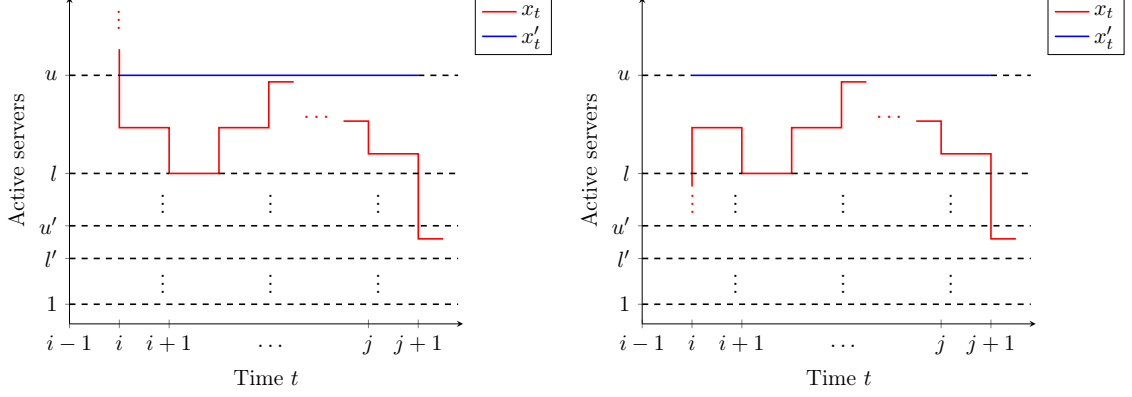 x_t
x'_t
Active servers
u
l
u'
l'
1
i − 1
i
i + 1
...
j
j + 1
Time t
x_t
x'_t
Active servers
u
l
u'
l'
1
i − 1
i
i + 1
...
j
j + 1
Time t